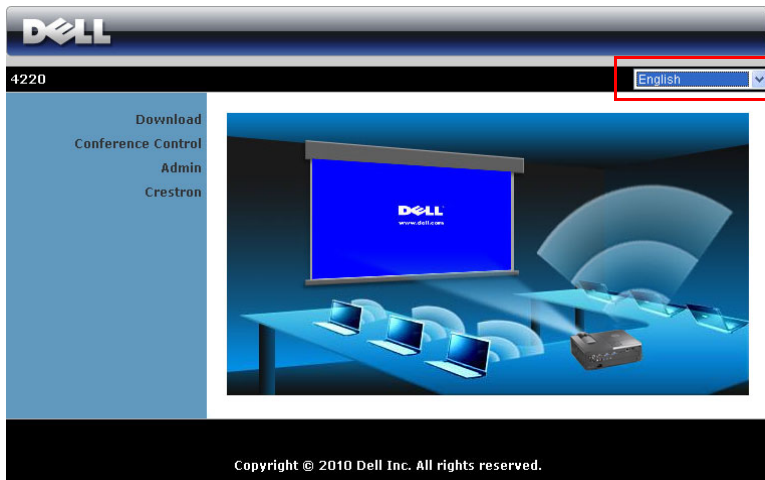 DELL
4220
English
Download
Conference Control
Admin
Crestron
DELL
www.dell.com
Copyright © 2010 Dell Inc. All rights reserved.